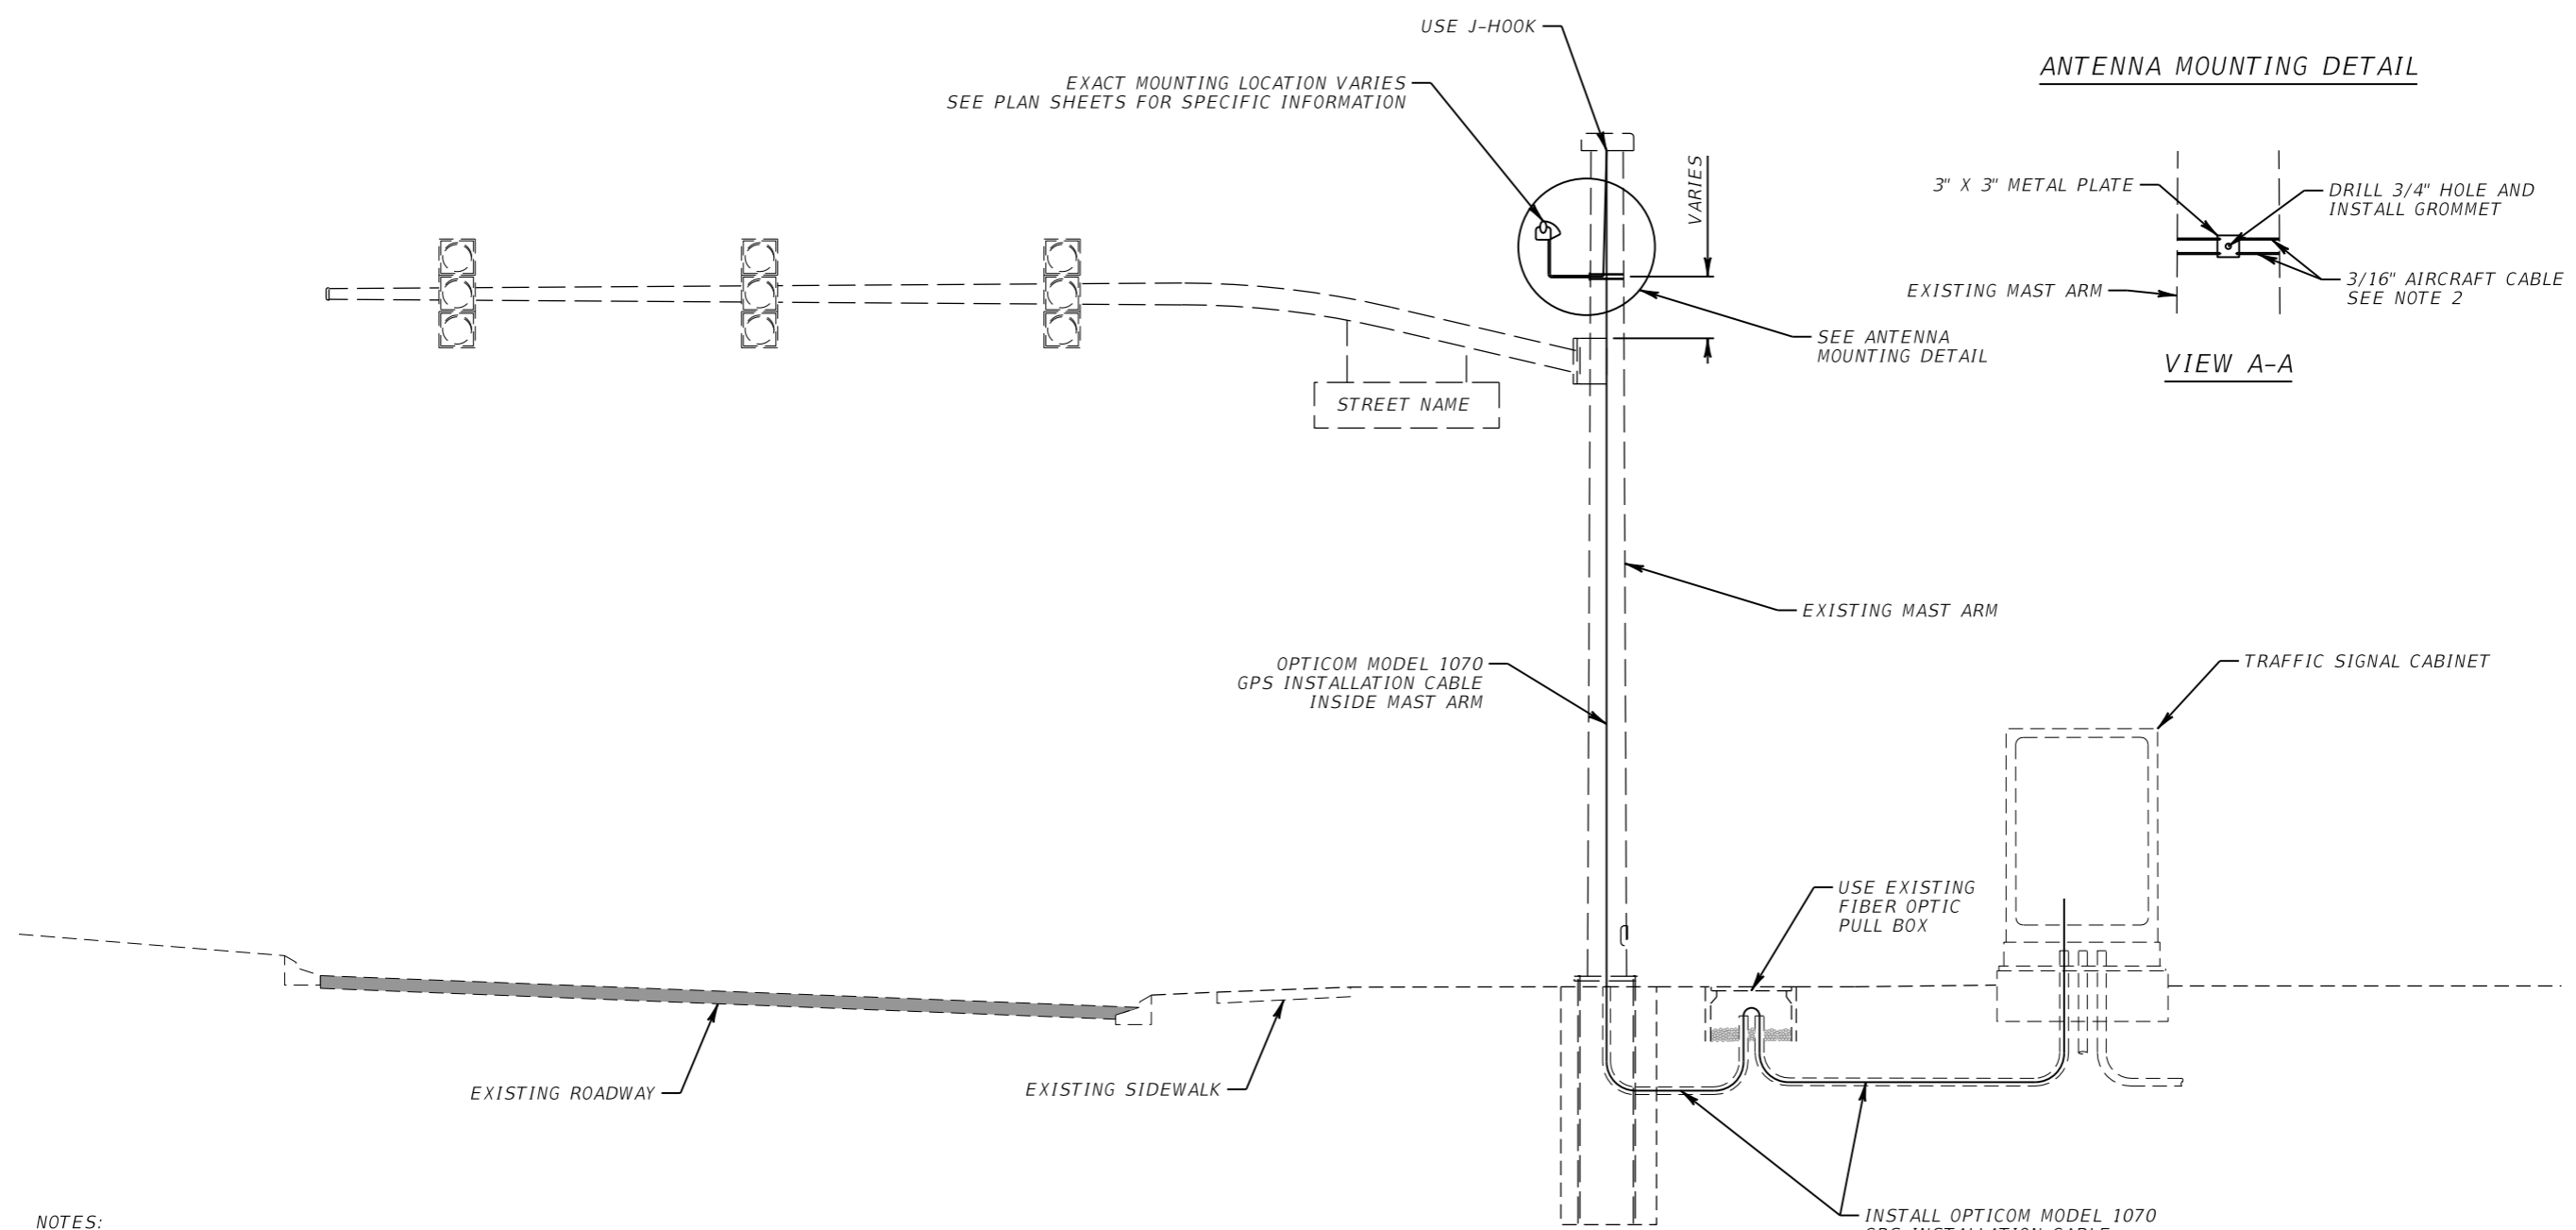 USE J-HOOK
EXACT MOUNTING LOCATION VARIES
SEE PLAN SHEETS FOR SPECIFIC INFORMATION
VARIES
ANTENNA MOUNTING DETAIL
3" X 3" METAL PLATE
DRILL 3/4" HOLE AND
INSTALL GROMMET
EXISTING MAST ARM
3/16" AIRCRAFT CABLE
SEE NOTE 2
VIEW A-A
SEE ANTENNA
MOUNTING DETAIL
STREET NAME
EXISTING MAST ARM
OPTICOM MODEL 1070
GPS INSTALLATION CABLE
INSIDE MAST ARM
TRAFFIC SIGNAL CABINET
USE EXISTING
FIBER OPTIC
PULL BOX
EXISTING ROADWAY
EXISTING SIDEWALK
INSTALL OPTICOM MODEL 1070
GPS INSTALLATION CABLE
NOTES: